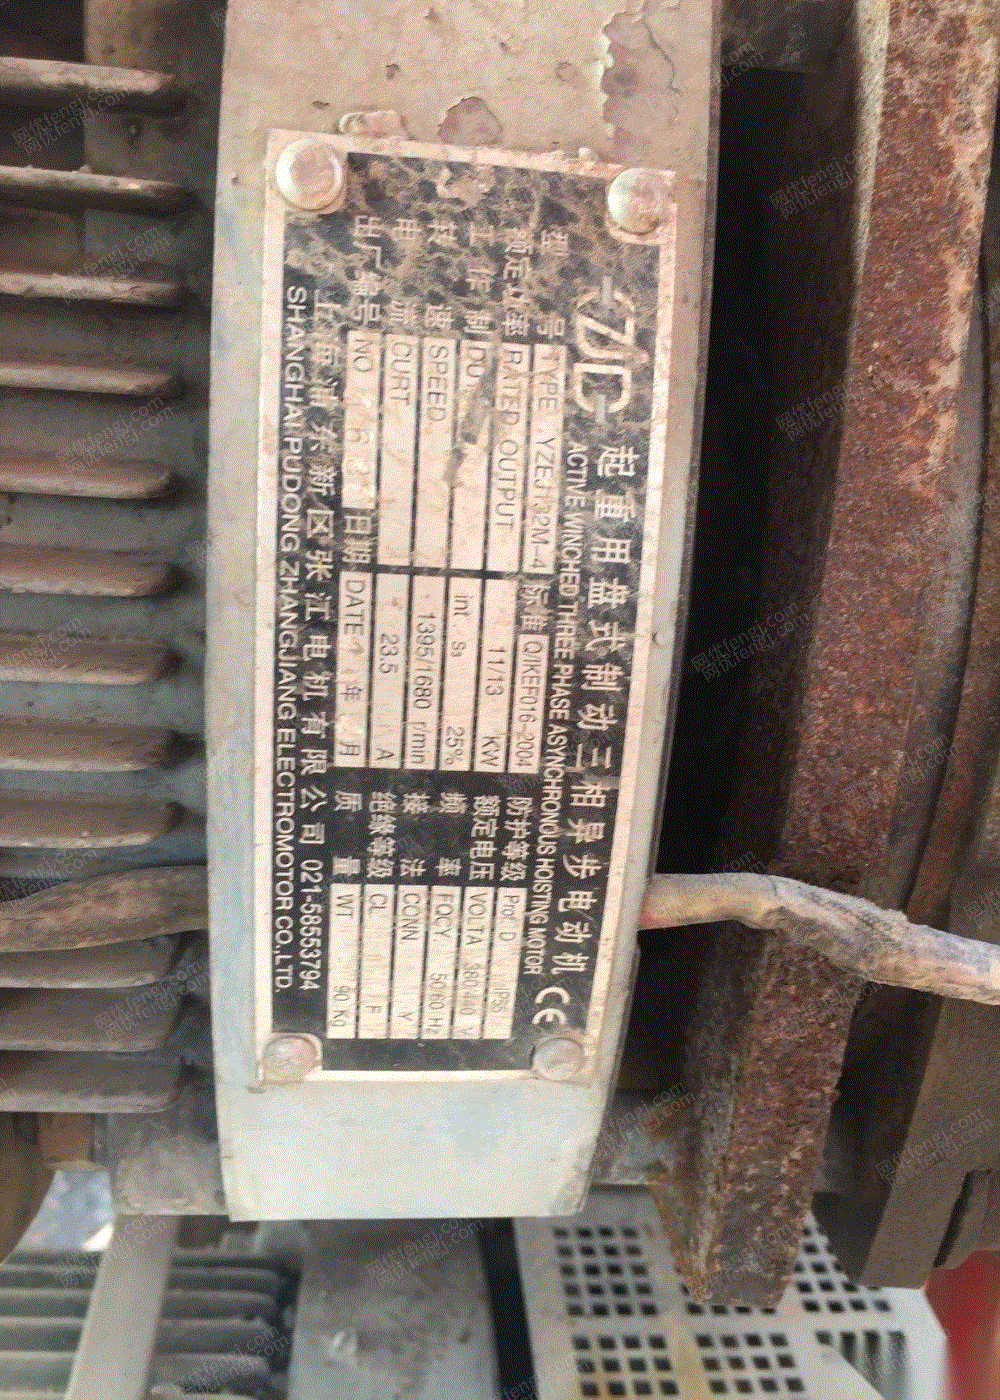 ZJD 起重用盘式制动三相异步电动机 CE
ACTIVE WINCHED THREE PHASE ASYNCHRONOUS HOISTING MOTOR
型号 TYPE YZEJ132M-4 标准 Q/IKEF016-2004 防护等级 Prot D IP55
额定功率 RATED OUTPUT 11/13 KW 额定电压 VOLTA 380/440 V
工作制 DU int S3 25% 频率 FQCY 50/60 Hz
转速 SPEED 1395/1680 r/min 接法 CONN Y
电流 CURT 23.5 A 绝缘等级 CL F
出厂编号 NO 日期 DATE 年 月 质量 WT 90 KG
上海浦东新区张江电机有限公司 021-58553794
SHANGHAI PUDONG ZHANGJIANG ELECTROMOTOR.CO.,LTD.